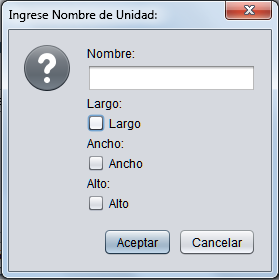 Ingrese Nombre de Unidad:
Nombre:
Largo:
Largo
Ancho:
Ancho
Alto:
Alto
Aceptar Cancelar